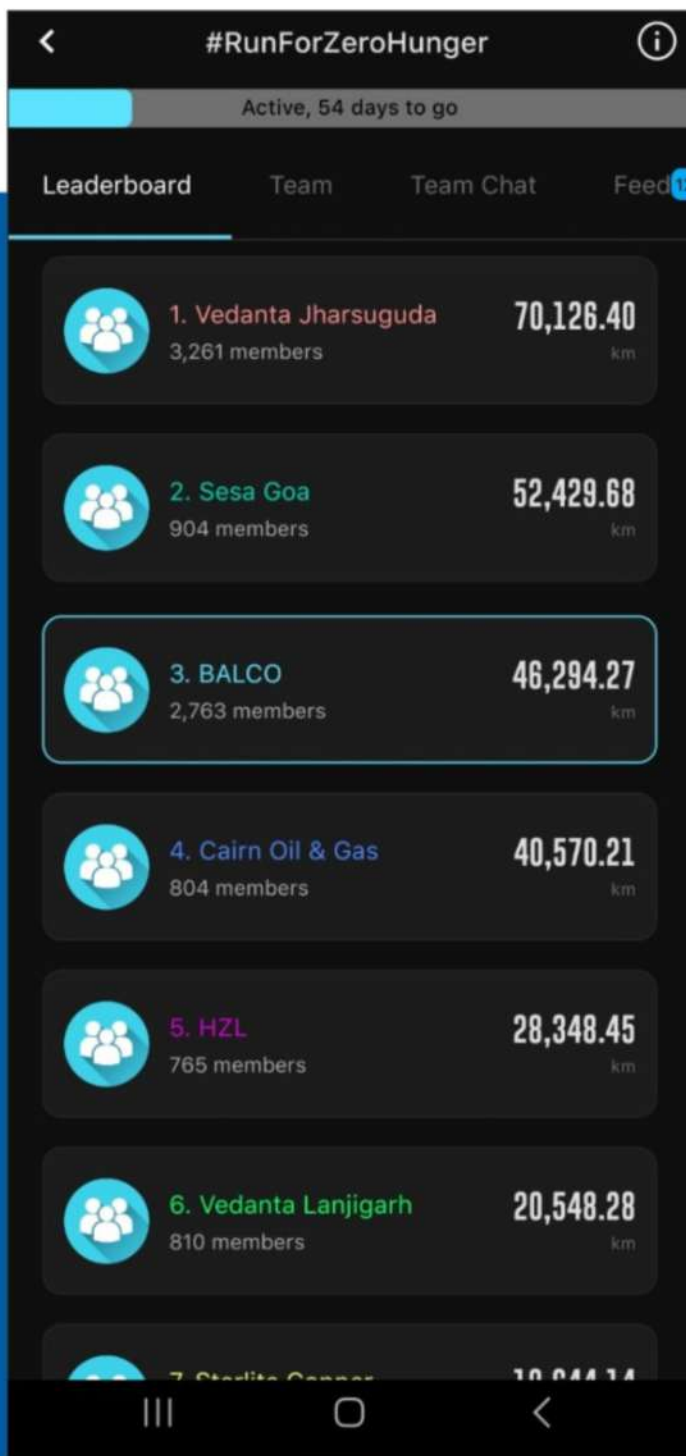 #RunForZeroHunger
Active, 54 days to go
Leaderboard Team Team Chat Feed
1. Vedanta Jharsuguda 70,126.40
3,261 members km
2. Sesa Goa 52,429.68
904 members km
3. BALCO 46,294.27
2,763 members km
4. Cairn Oil & Gas 40,570.21
804 members km
5. HZL 28,348.45
765 members km
6. Vedanta Lanjigarh 20,548.28
810 members km